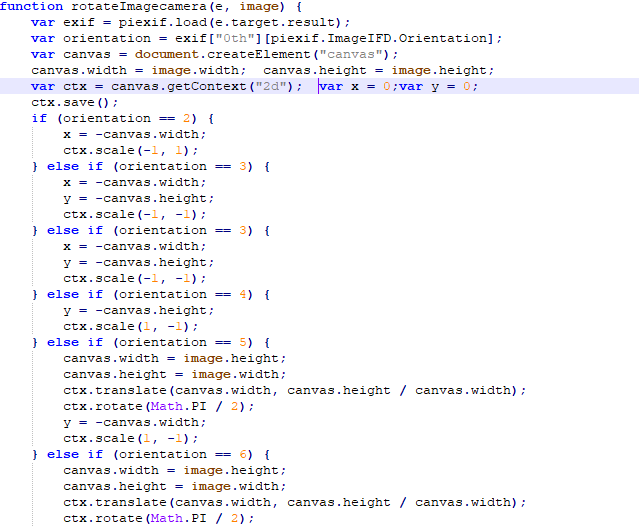 function rotateImagecamera(e, image) {
    var exif = piexif.load(e.target.result);
    var orientation = exif["0th"][piexif.ImageIFD.Orientation];
    var canvas = document.createElement("canvas");
    canvas.width = image.width;  canvas.height = image.height;
    var ctx = canvas.getContext("2d");  var x = 0;var y = 0;
    ctx.save();
    if (orientation == 2) {
        x = -canvas.width;
        ctx.scale(-1, 1);
    } else if (orientation == 3) {
        x = -canvas.width;
        y = -canvas.height;
        ctx.scale(-1, -1);
    } else if (orientation == 3) {
        x = -canvas.width;
        y = -canvas.height;
        ctx.scale(-1, -1);
    } else if (orientation == 4) {
        y = -canvas.height;
        ctx.scale(1, -1);
    } else if (orientation == 5) {
        canvas.width = image.height;
        canvas.height = image.width;
        ctx.translate(canvas.width, canvas.height / canvas.width);
        ctx.rotate(Math.PI / 2);
        y = -canvas.width;
        ctx.scale(1, -1);
    } else if (orientation == 6) {
        canvas.width = image.height;
        canvas.height = image.width;
        ctx.translate(canvas.width, canvas.height / canvas.width);
        ctx.rotate(Math.PI / 2);